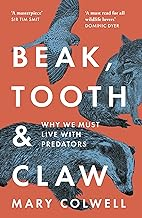 'A masterpiece'
SIR TIM SMIT
'A must read for all
wildlife lovers'
DOMINIC DYER
BEAK,
TOOTH
WHY WE MUST
LIVE WITH
PREDATORS
& CLAW
MARY COLWELL